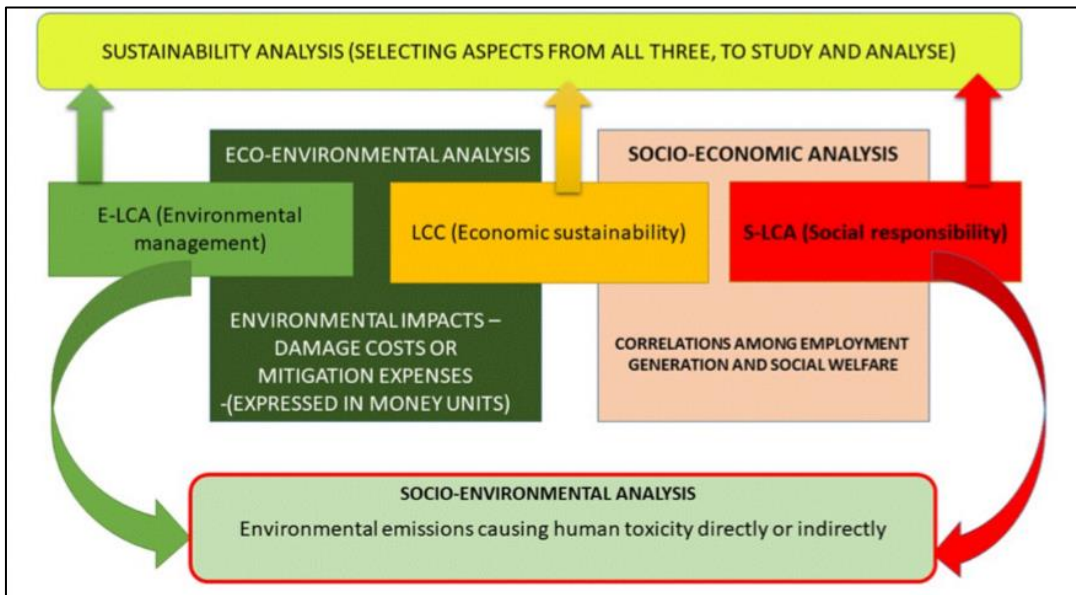 SUSTAINABILITY ANALYSIS (SELECTING ASPECTS FROM ALL THREE, TO STUDY AND ANALYSE)
ECO-ENVIRONMENTAL ANALYSIS
SOCIO-ECONOMIC ANALYSIS
E-LCA (Environmental
management)
LCC (Economic sustainability)
S-LCA (Social responsibility)
ENVIRONMENTAL IMPACTS –
DAMAGE COSTS OR
MITIGATION EXPENSES
-(EXPRESSED IN MONEY UNITS)
CORRELATIONS AMONG EMPLOYMENT
GENERATION AND SOCIAL WELFARE
SOCIO-ENVIRONMENTAL ANALYSIS
Environmental emissions causing human toxicity directly or indirectly